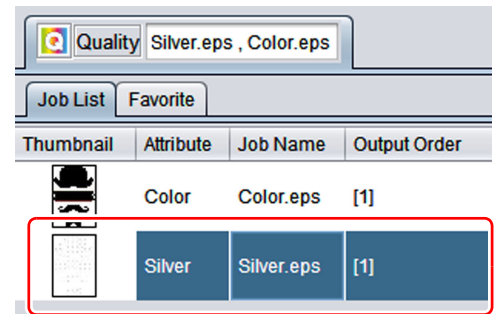 Quality Silver.eps , Color.eps
Job List Favorite
Thumbnail Attribute Job Name Output Order
Color Color.eps [1]
Silver Silver.eps [1]